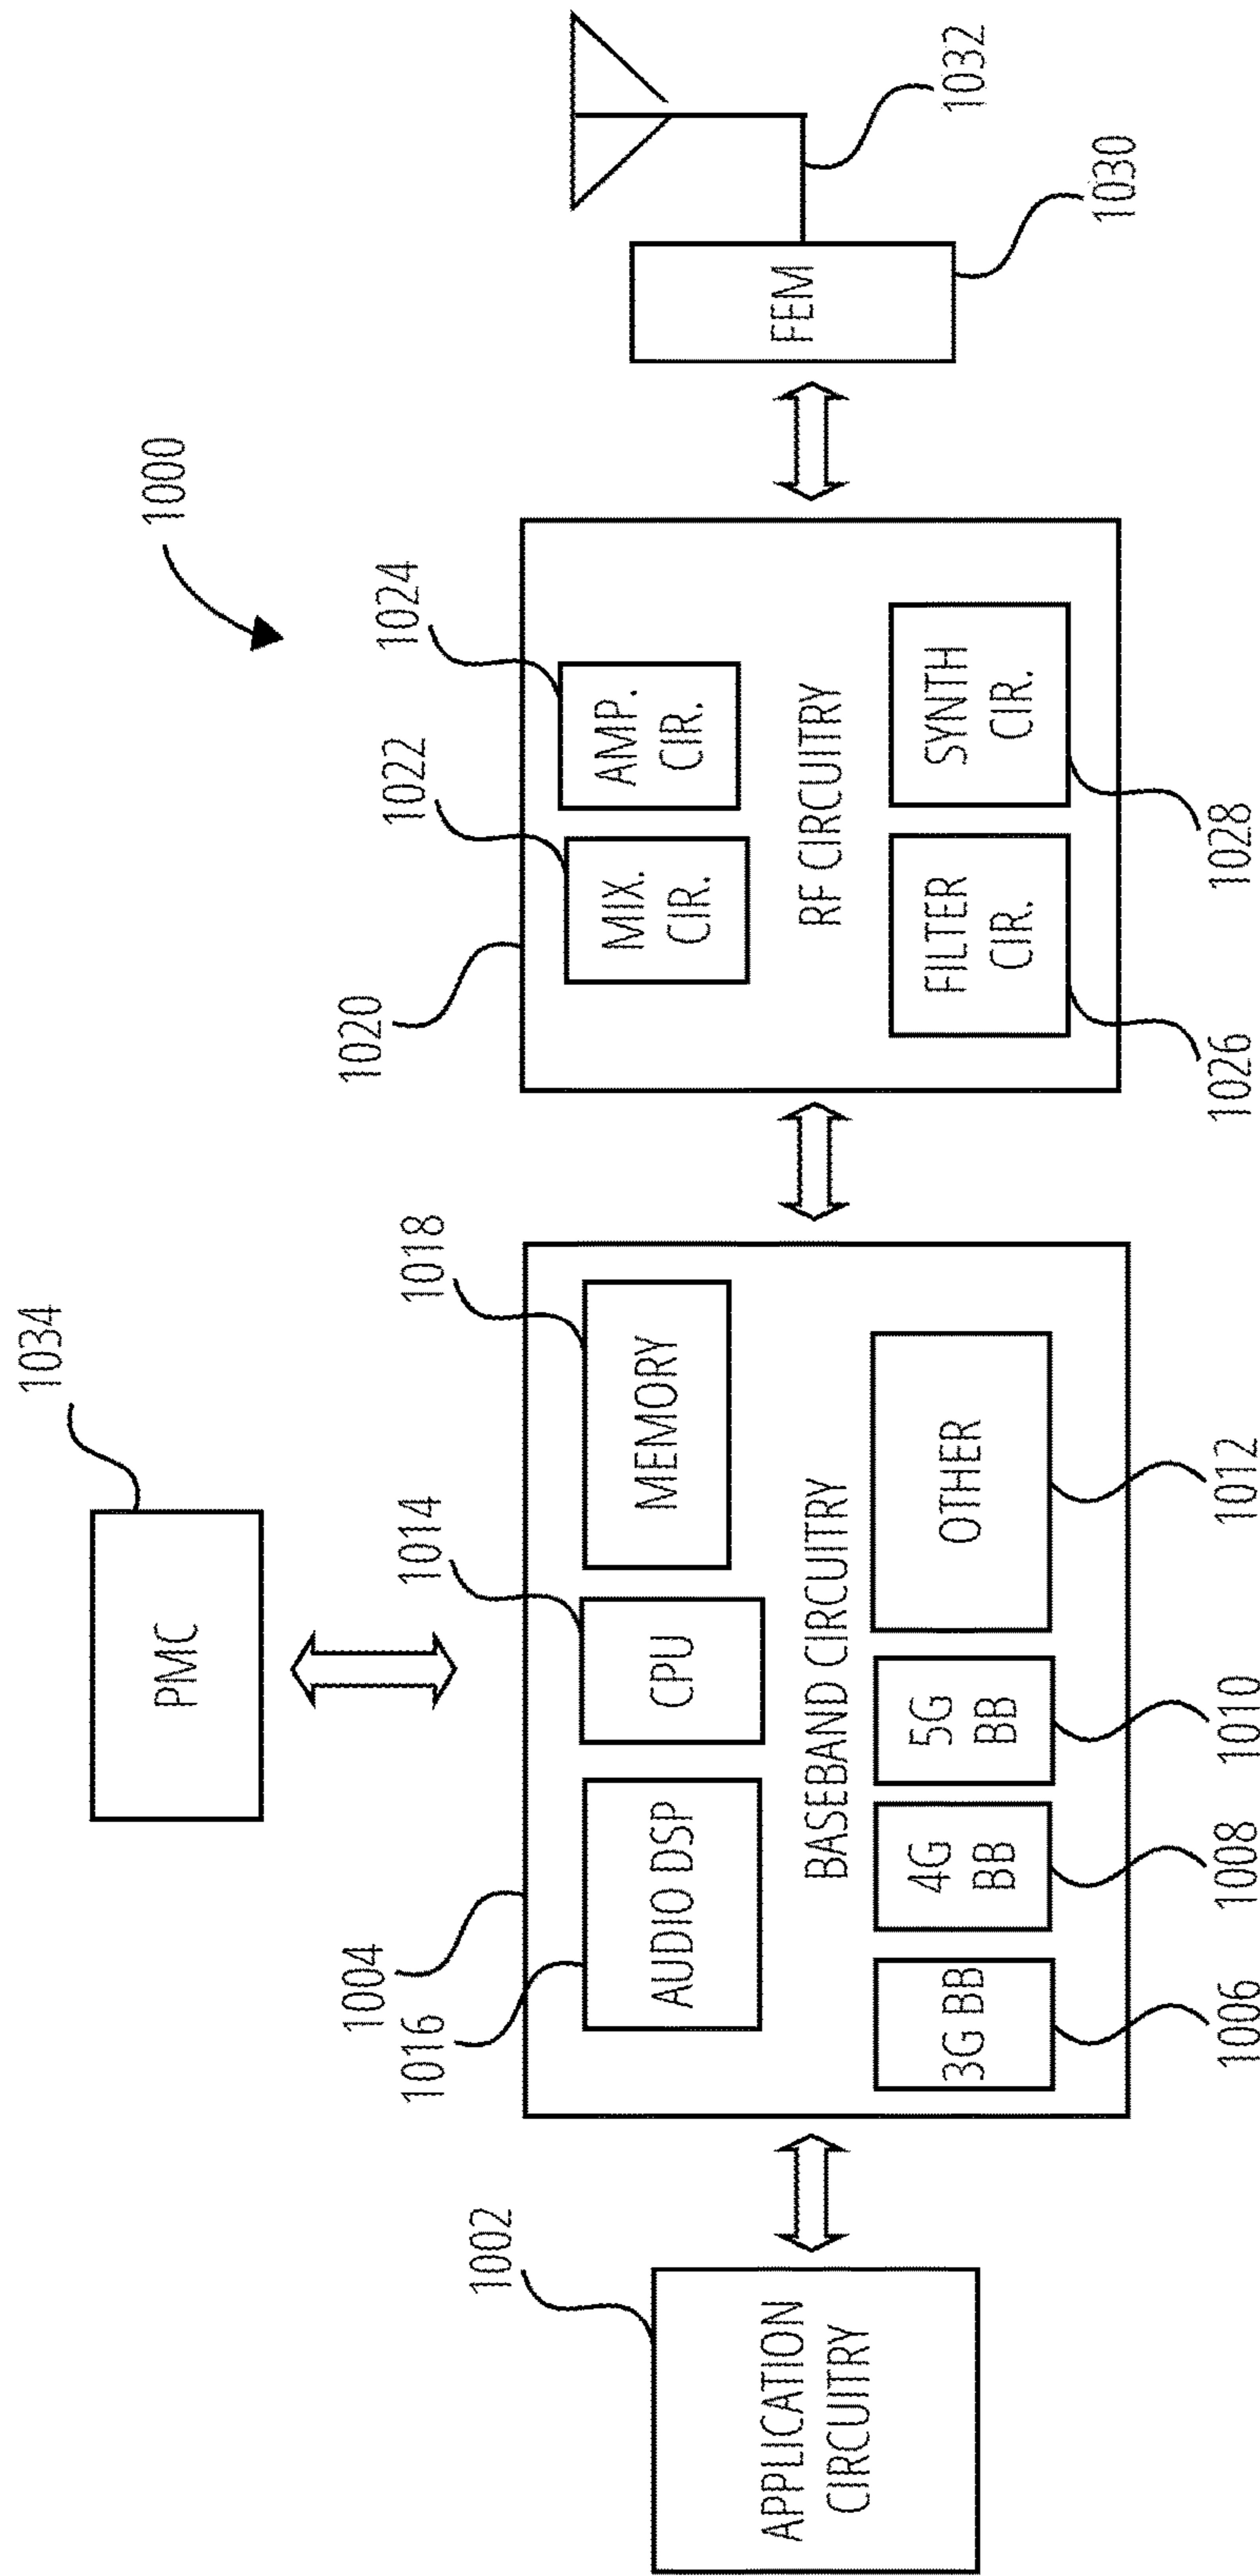 1000
1034
PMC
1002
APPLICATION
CIRCUITRY
1004
1016
AUDIO DSP
1014
CPU
1018
MEMORY
BASEBAND CIRCUITRY
3G BB
4G
BB
5G
BB
OTHER
1006
1008
1010
1012
1020
1022
MIX.
CIR.
1024
AMP.
CIR.
RF CIRCUITRY
FILTER
CIR.
SYNTH
CIR.
1026
1028
FEM
1032
1030